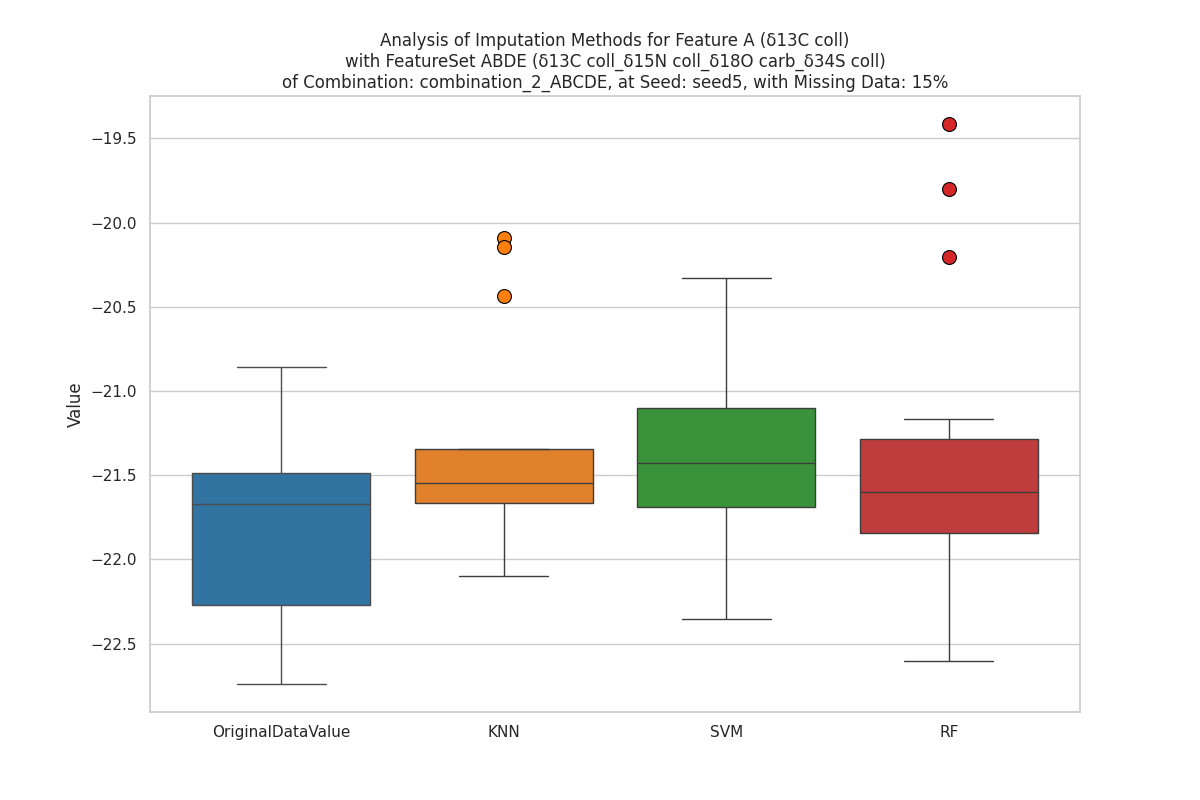 Analysis of Imputation Methods for Feature A (δ13C coll)
with FeatureSet ABDE (δ13C coll_δ15N coll_δ18O carb_δ34S coll)
of Combination: combination_2_ABCDE, at Seed: seed5, with Missing Data: 15%
−19.5
−20.0
−20.5
−21.0
−21.5
−22.0
−22.5
Value
OriginalDataValue
KNN
SVM
RF